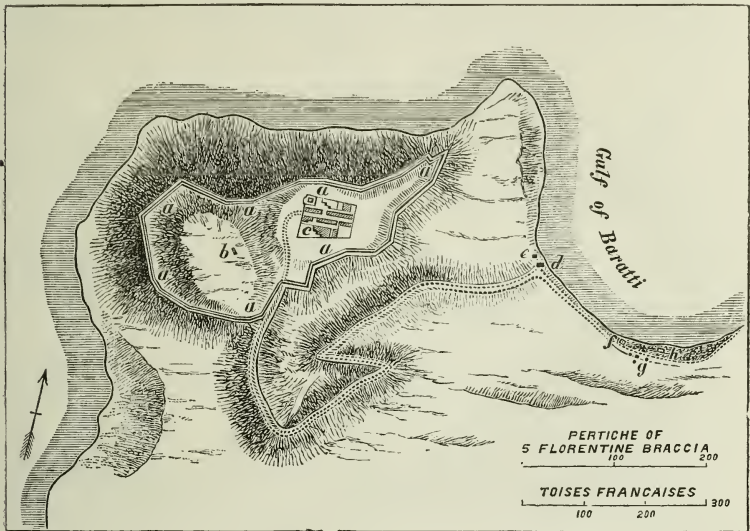 Gulf of Baratti
a
a
a
a
a
a
a
b
c
e
d
f
g
h
PERTICHE OF
5 FLORENTINE BRACCIA
100 200
TOISES FRANCAISES
100 200 300